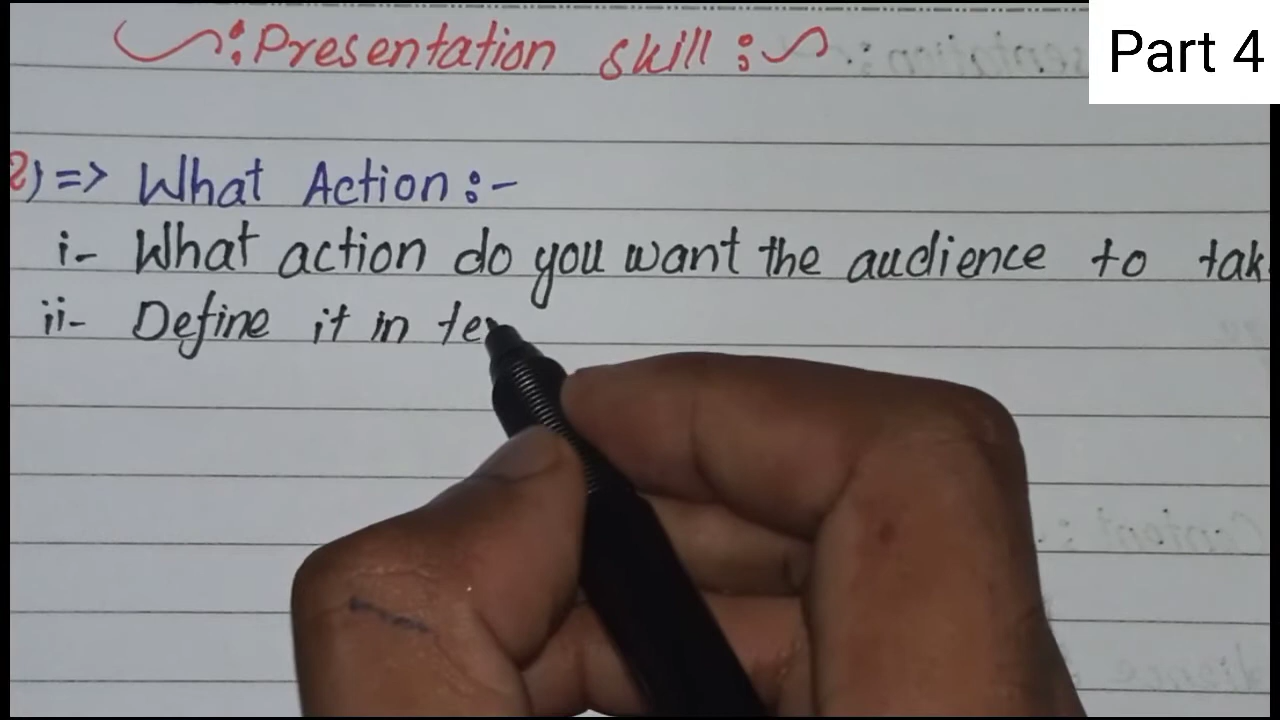 :Presentation skill:
Part 4
2) => What Action:-
i- What action do you want the audience to tak
ii- Define it in te